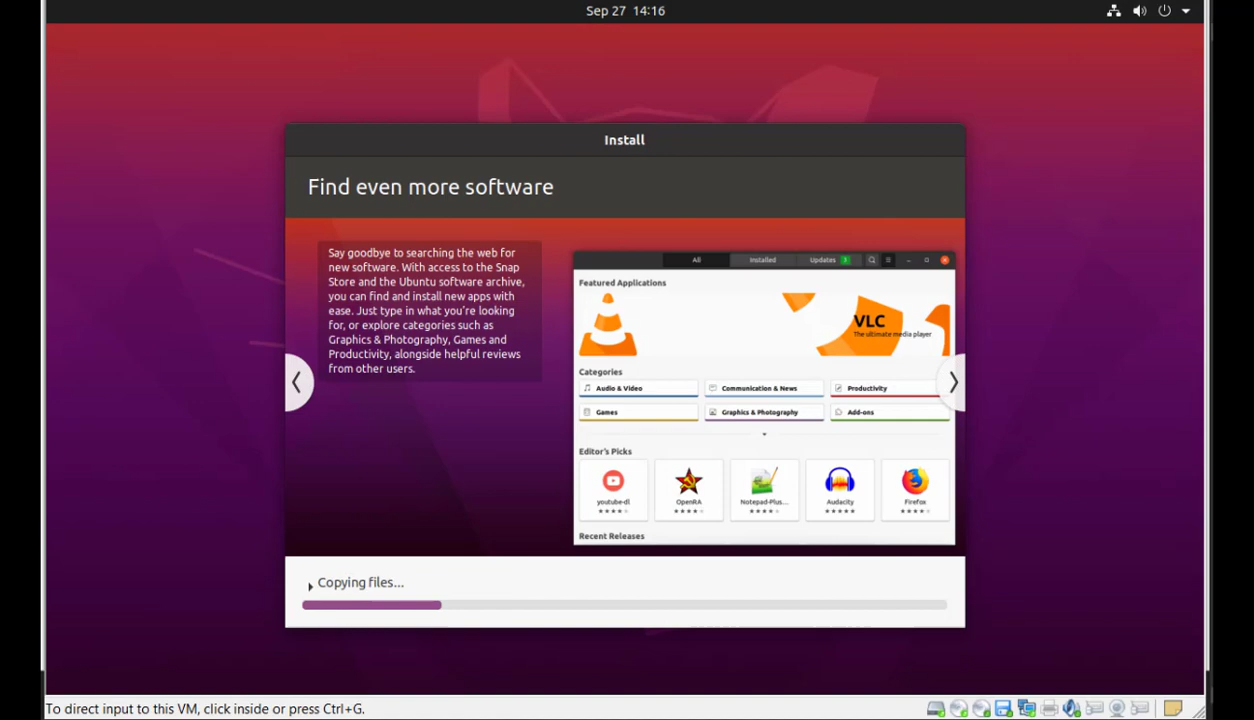 Sep 27 14:16
Install
Find even more software
Say goodbye to searching the web for
new software. With access to the Snap
Store and the Ubuntu software archive,
you can find and install new apps with
ease. Just type in what you're looking
for, or explore categories such as
Graphics & Photography, Games and
Productivity, alongside helpful reviews
from other users.
All Installed Updates 3
Featured Applications
VLC
The ultimate media player
Categories
Audio & Video Communication & News Productivity
Games Graphics & Photography Add-ons
Editor's Picks
youtube-dl OpenRA Notepad-Plus... Audacity Firefox
Recent Releases
Copying files...
To direct input to this VM, click inside or press Ctrl+G.